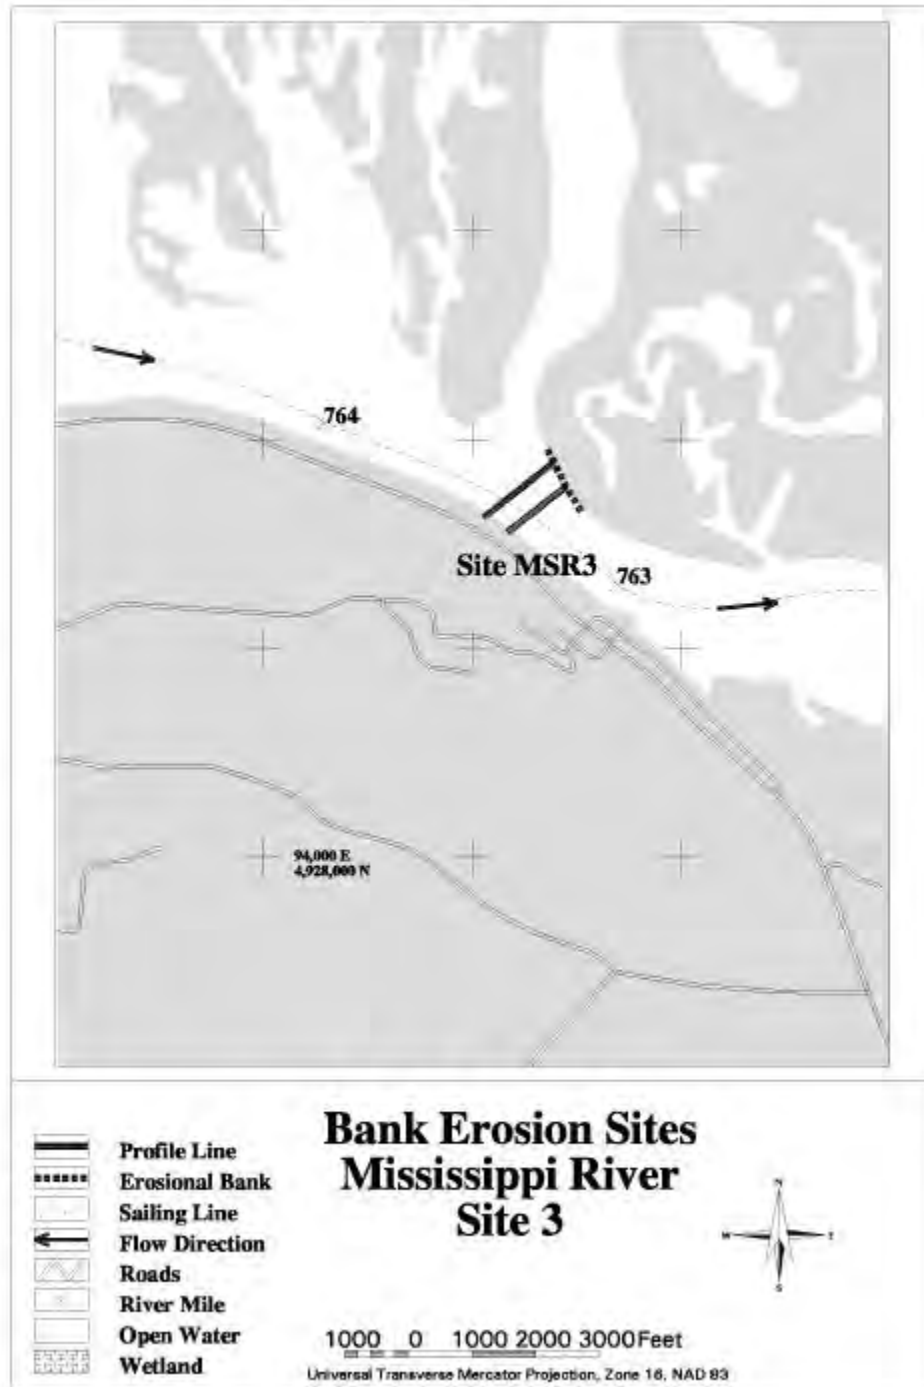 764
Site MSR3
763
94,000 E
4,928,000 N
Bank Erosion Sites
Mississippi River
Site 3
Profile Line
Erosional Bank
Sailing Line
Flow Direction
Roads
River Mile
Open Water
Wetland
N
W
E
S
1000 0 1000 2000 3000 Feet
Universal Transverse Mercator Projection, Zone 16, NAD 83